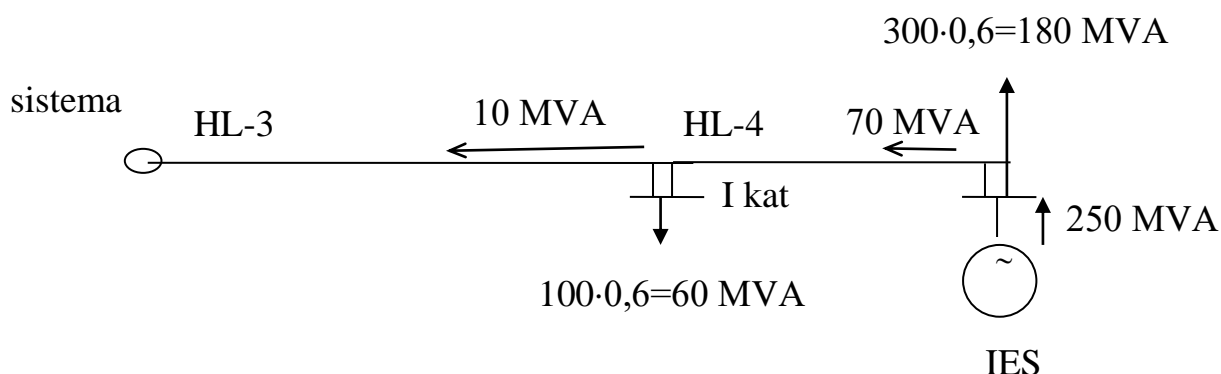 300·0,6=180 MVA
sistema
HL-3
10 MVA
HL-4
70 MVA
I kat
250 MVA
~
100·0,6=60 MVA
IES